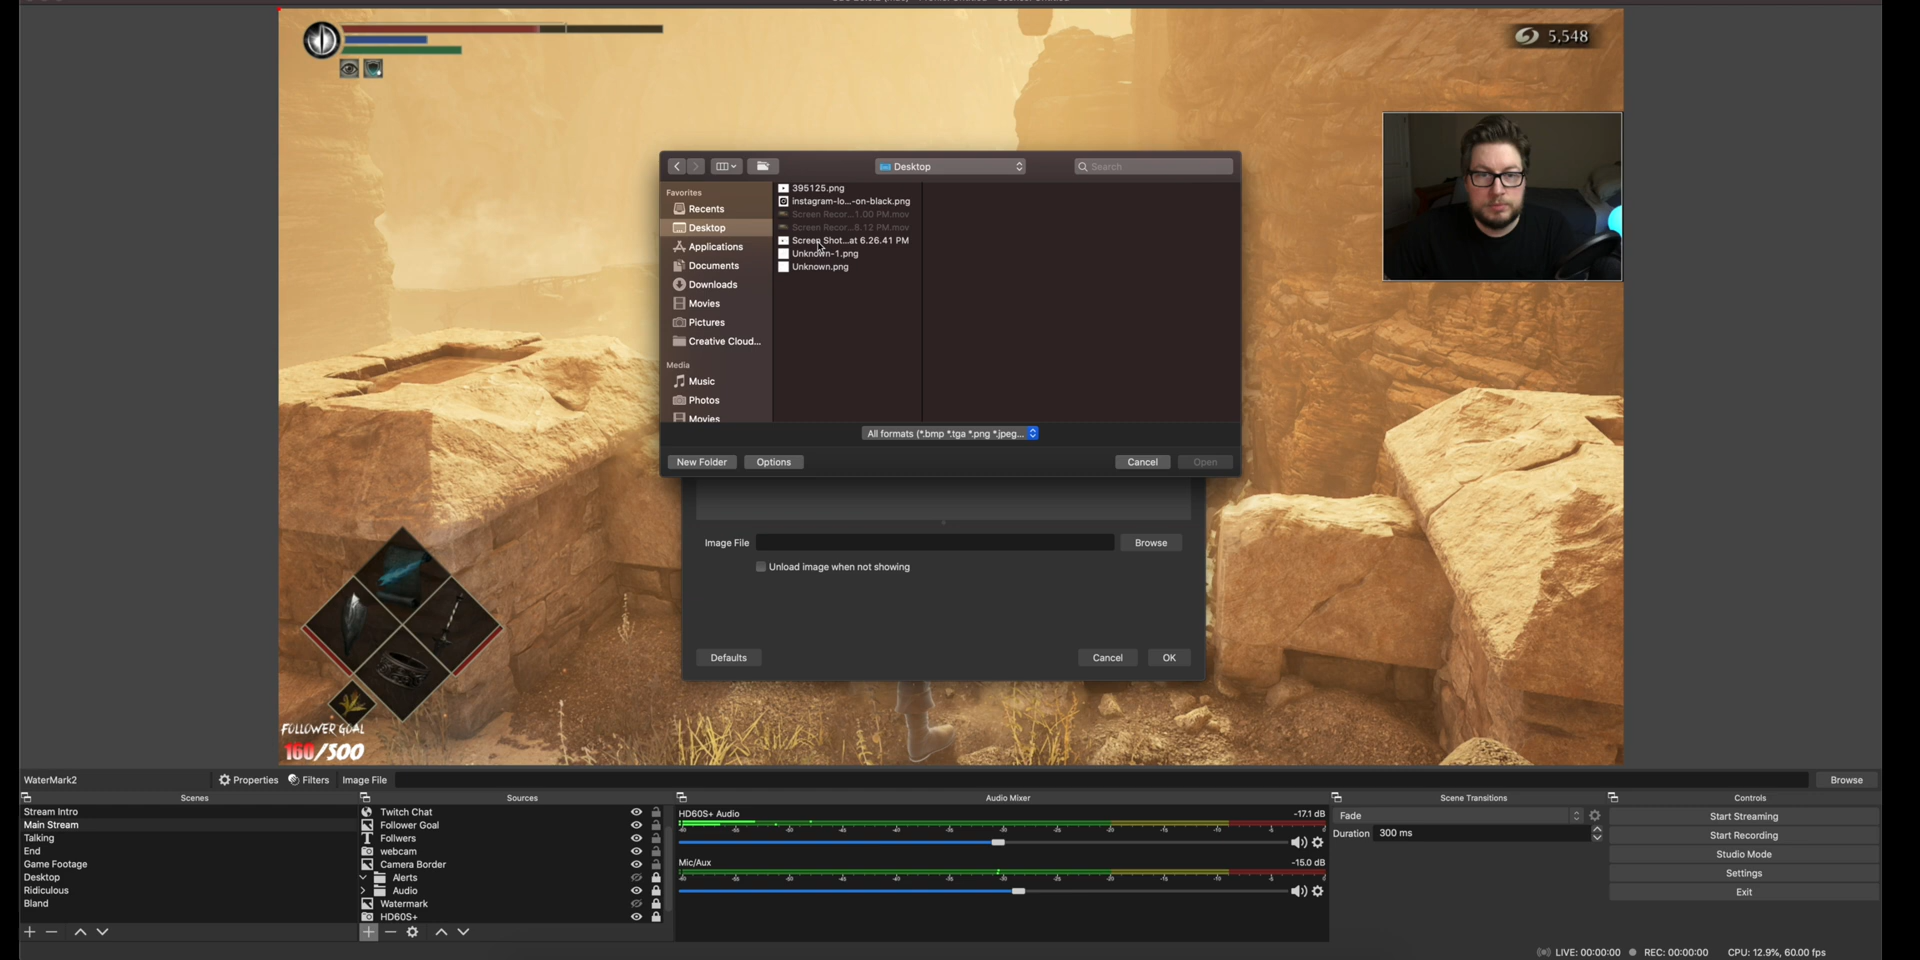 5,548
Desktop
Search
Favorites
Recents
Desktop
Applications
Documents
Downloads
Movies
Pictures
Creative Cloud...
Media
Music
Photos
Movies
395125.png
instagram-lo...-on-black.png
Screen Recor...1.00 PM.mov
Screen Recor...8.12 PM.mov
Screen Shot...at 6.26.41 PM
Unknown-1.png
Unknown.png
All formats (*.bmp *.tga *.png *.jpeg...
New Folder
Options
Cancel
Open
Image File
Browse
Unload image when not showing
Defaults
Cancel
OK
FOLLOWER GOAL
160/500
WaterMark2
Properties
Filters
Image File
Browse
Scenes
Stream Intro
Main Stream
Talking
End
Game Footage
Desktop
Ridiculous
Bland
Sources
Twitch Chat
Follower Goal
Follwers
webcam
Camera Border
Alerts
Audio
Watermark
HD60S+
Audio Mixer
HD60S+ Audio
-17.1 dB
Mic/Aux
-15.0 dB
Scene Transitions
Fade
Duration 300 ms
Controls
Start Streaming
Start Recording
Studio Mode
Settings
Exit
LIVE: 00:00:00
REC: 00:00:00
CPU: 12.9%, 60.00 fps